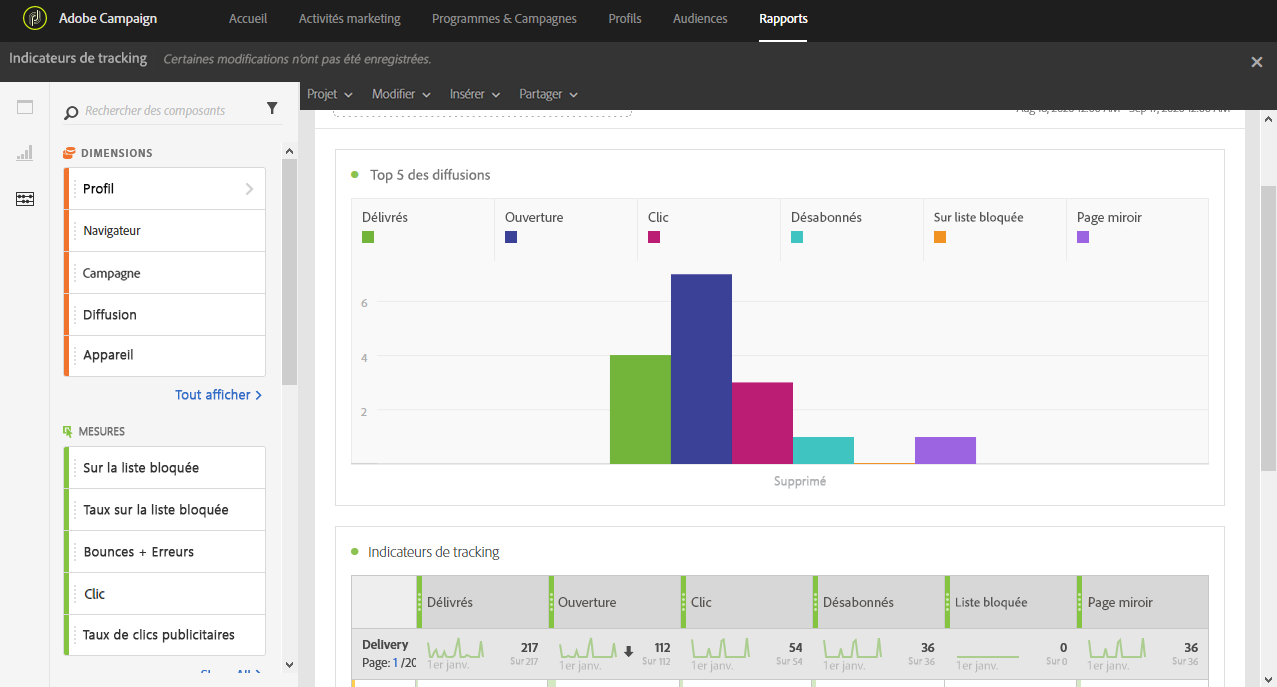 Adobe Campaign Accueil Activités marketing Programmes & Campagnes Profils Audiences Rapports
Indicateurs de tracking Certaines modifications n'ont pas été enregistrées.
Projet Modifier Insérer Partager
Rechercher des composants
DIMENSIONS
Profil
Navigateur
Campagne
Diffusion
Appareil
Tout afficher
MESURES
Sur la liste bloquée
Taux sur la liste bloquée
Bounces + Erreurs
Clic
Taux de clics publicitaires
Top 5 des diffusions
Délivrés Ouverture Clic Désabonnés Sur liste bloquée Page miroir
6
4
2
Supprimé
Indicateurs de tracking
Délivrés Ouverture Clic Désabonnés Liste bloquée Page miroir
Delivery 217 112 54 36 0 36
Page: 1 /20 1er janv. Sur 217 1er janv. Sur 112 1er janv. Sur 54 1er janv. Sur 36 1er janv. Sur 0 1er janv. Sur 36